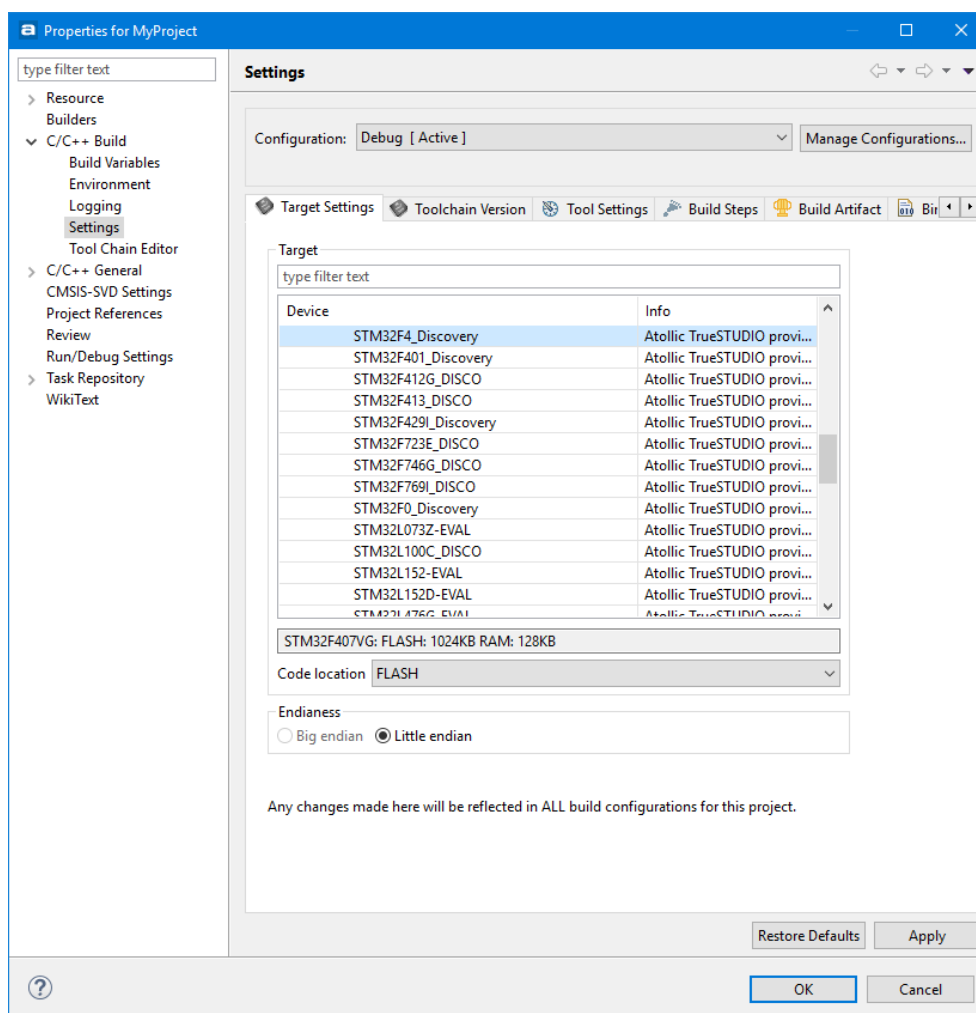 Properties for MyProject
type filter text
Resource
Builders
C/C++ Build
Build Variables
Environment
Logging
Settings
Tool Chain Editor
C/C++ General
CMSIS-SVD Settings
Project References
Review
Run/Debug Settings
Task Repository
WikiText
Settings
Configuration: Debug [ Active ] Manage Configurations...
Target Settings Toolchain Version Tool Settings Build Steps Build Artifact Bir
Target
type filter text
Device Info
STM32F4_Discovery Atollic TrueSTUDIO provi...
STM32F401_Discovery Atollic TrueSTUDIO provi...
STM32F412G_DISCO Atollic TrueSTUDIO provi...
STM32F413_DISCO Atollic TrueSTUDIO provi...
STM32F429I_Discovery Atollic TrueSTUDIO provi...
STM32F723E_DISCO Atollic TrueSTUDIO provi...
STM32F746G_DISCO Atollic TrueSTUDIO provi...
STM32F769I_DISCO Atollic TrueSTUDIO provi...
STM32F0_Discovery Atollic TrueSTUDIO provi...
STM32L073Z-EVAL Atollic TrueSTUDIO provi...
STM32L100C_DISCO Atollic TrueSTUDIO provi...
STM32L152-EVAL Atollic TrueSTUDIO provi...
STM32L152D-EVAL Atollic TrueSTUDIO provi...
STM32L476G-EVAL Atollic TrueSTUDIO provi...
STM32F407VG: FLASH: 1024KB RAM: 128KB
Code location FLASH
Endianess
Big endian Little endian
Any changes made here will be reflected in ALL build configurations for this project.
Restore Defaults Apply
OK Cancel